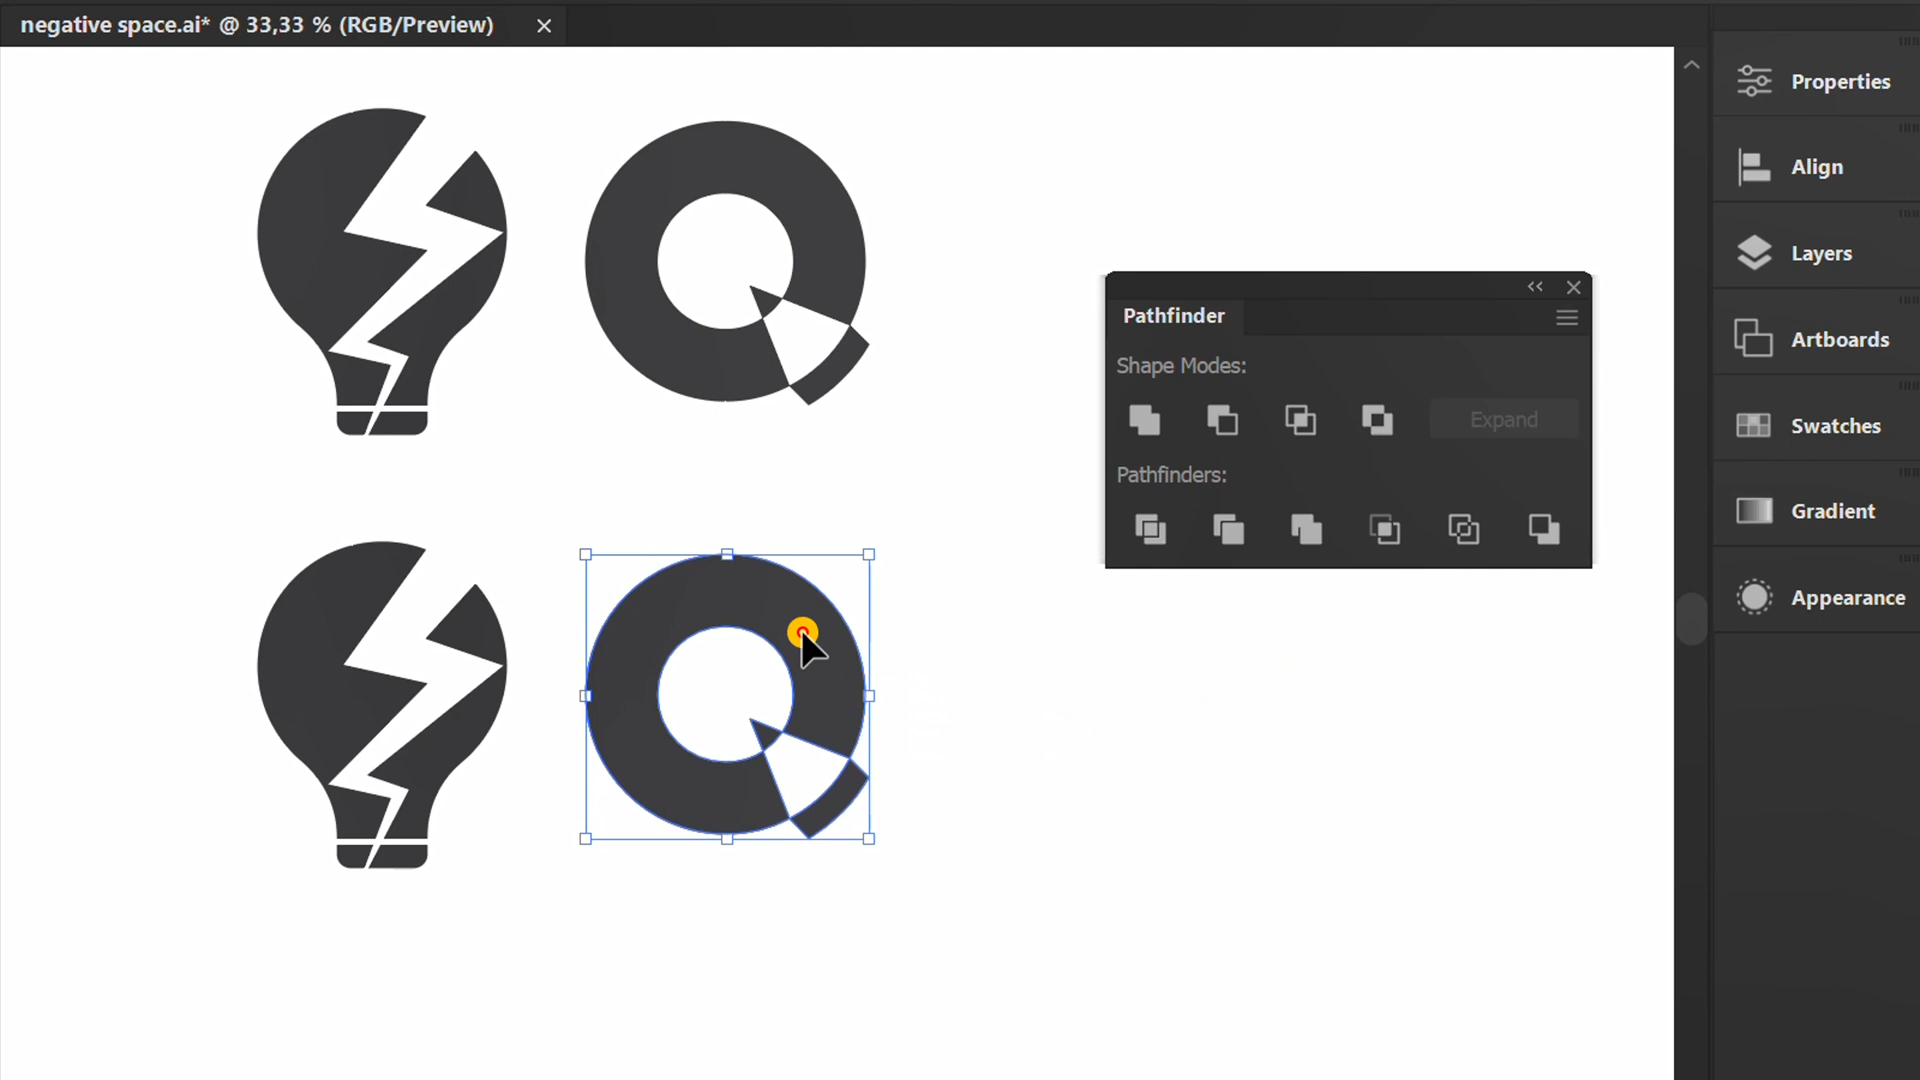 negative space.ai* @ 33,33 % (RGB/Preview)
Properties
Align
Layers
Artboards
Swatches
Gradient
Appearance
Pathfinder
Shape Modes:
Expand
Pathfinders: